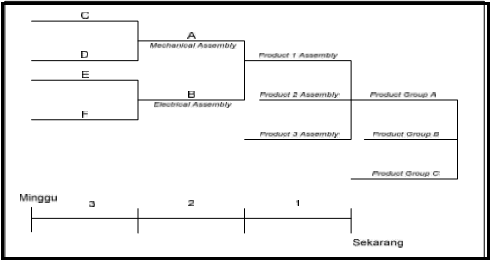 C
A
Mechanical Assembly
D
Product 1 Assembly
E
B
Electrical Assembly
Product 2 Assembly
Product Group A
F
Product 3 Assembly
Product Group B
Product Group C
Minggu
3
2
1
Sekarang